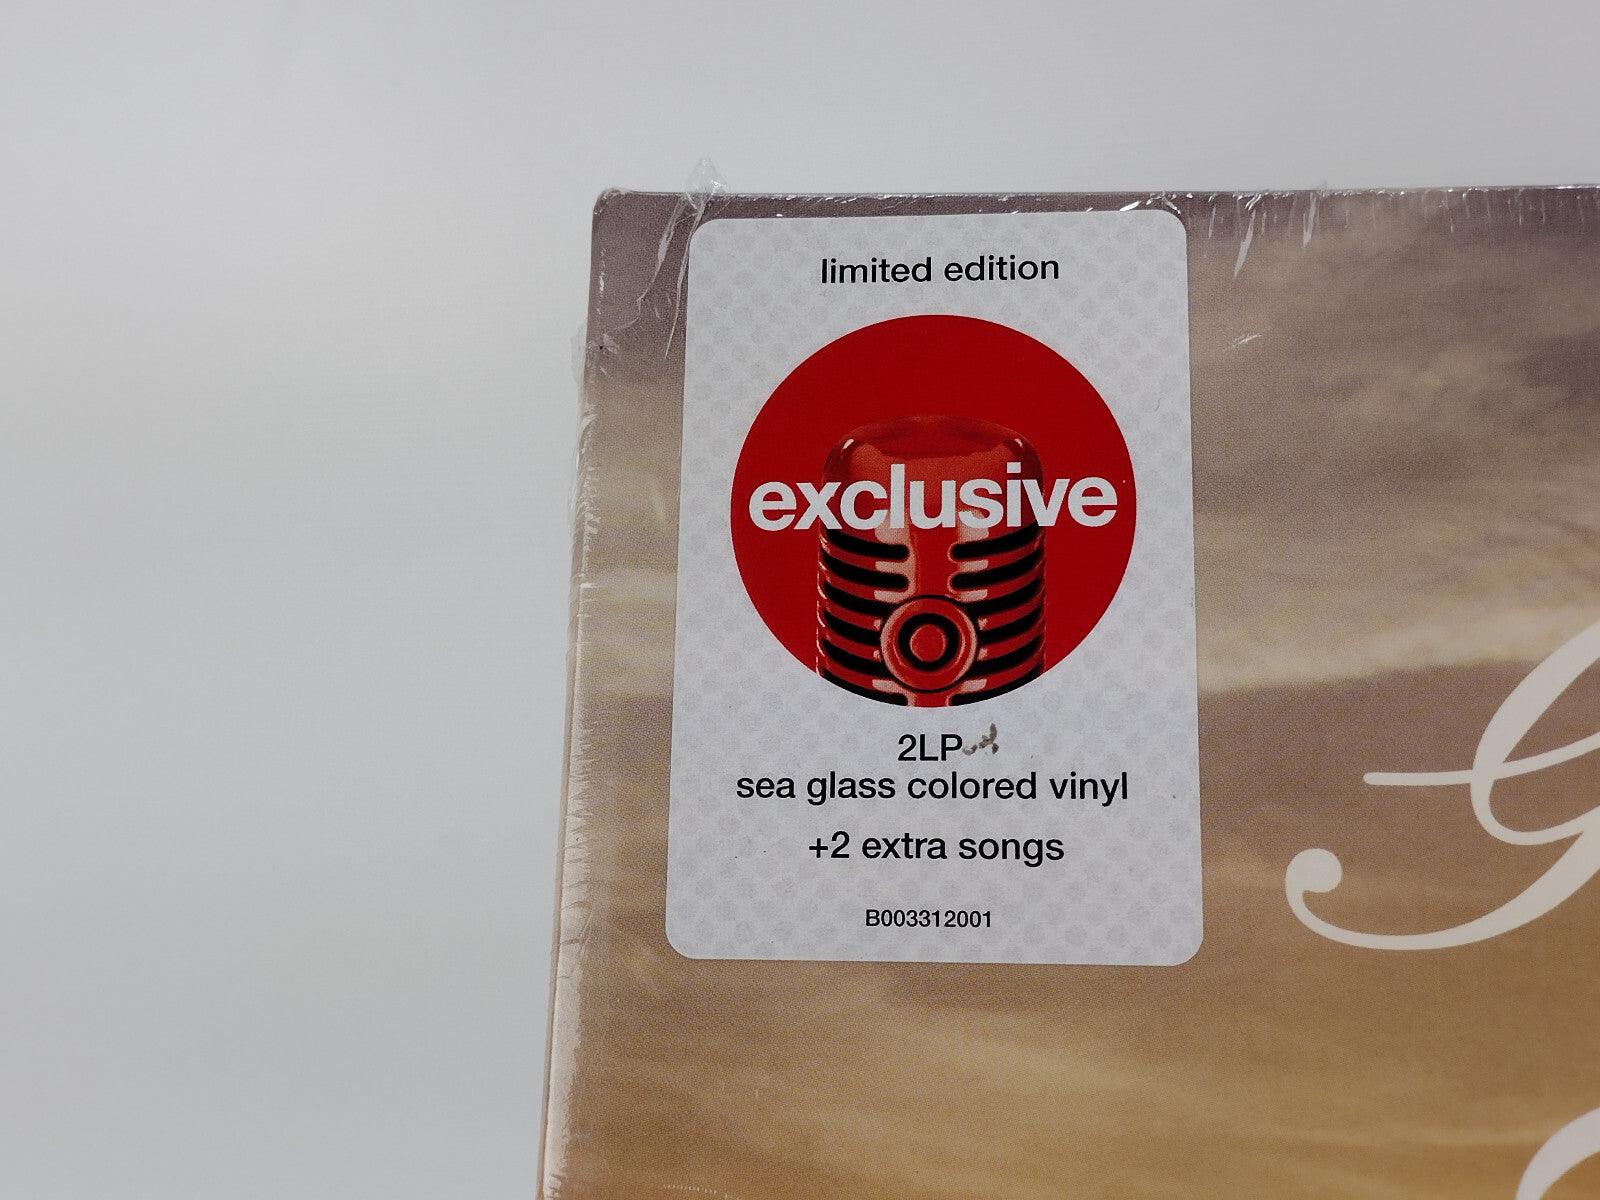 limited edition
exclusive
2LP
sea glass colored vinyl
+2 extra songs
B003312001
G